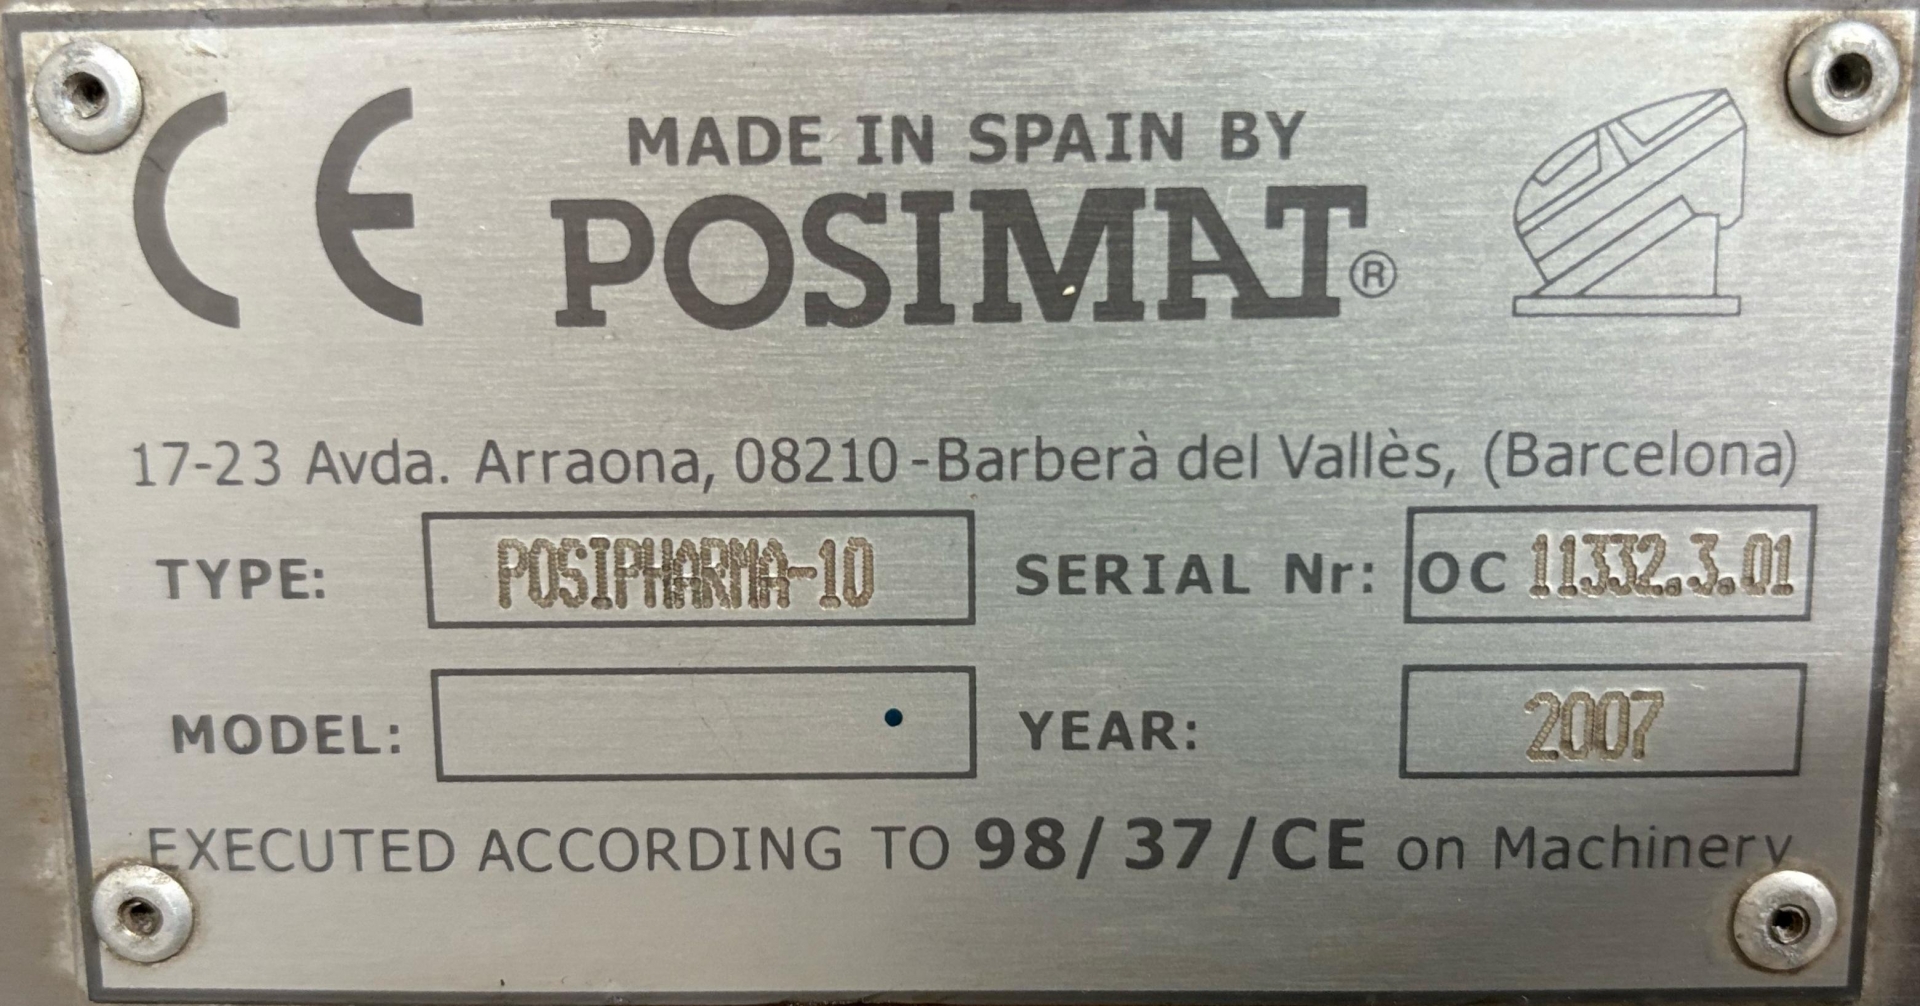 CE
MADE IN SPAIN BY
POSIMAT®
17-23 Avda. Arraona, 08210 - Barberà del Vallès, (Barcelona)
TYPE: POSIPHARMA-10 SERIAL Nr: OC 11332.3.01
MODEL: YEAR: 2007
EXECUTED ACCORDING TO 98/37/CE on Machinery